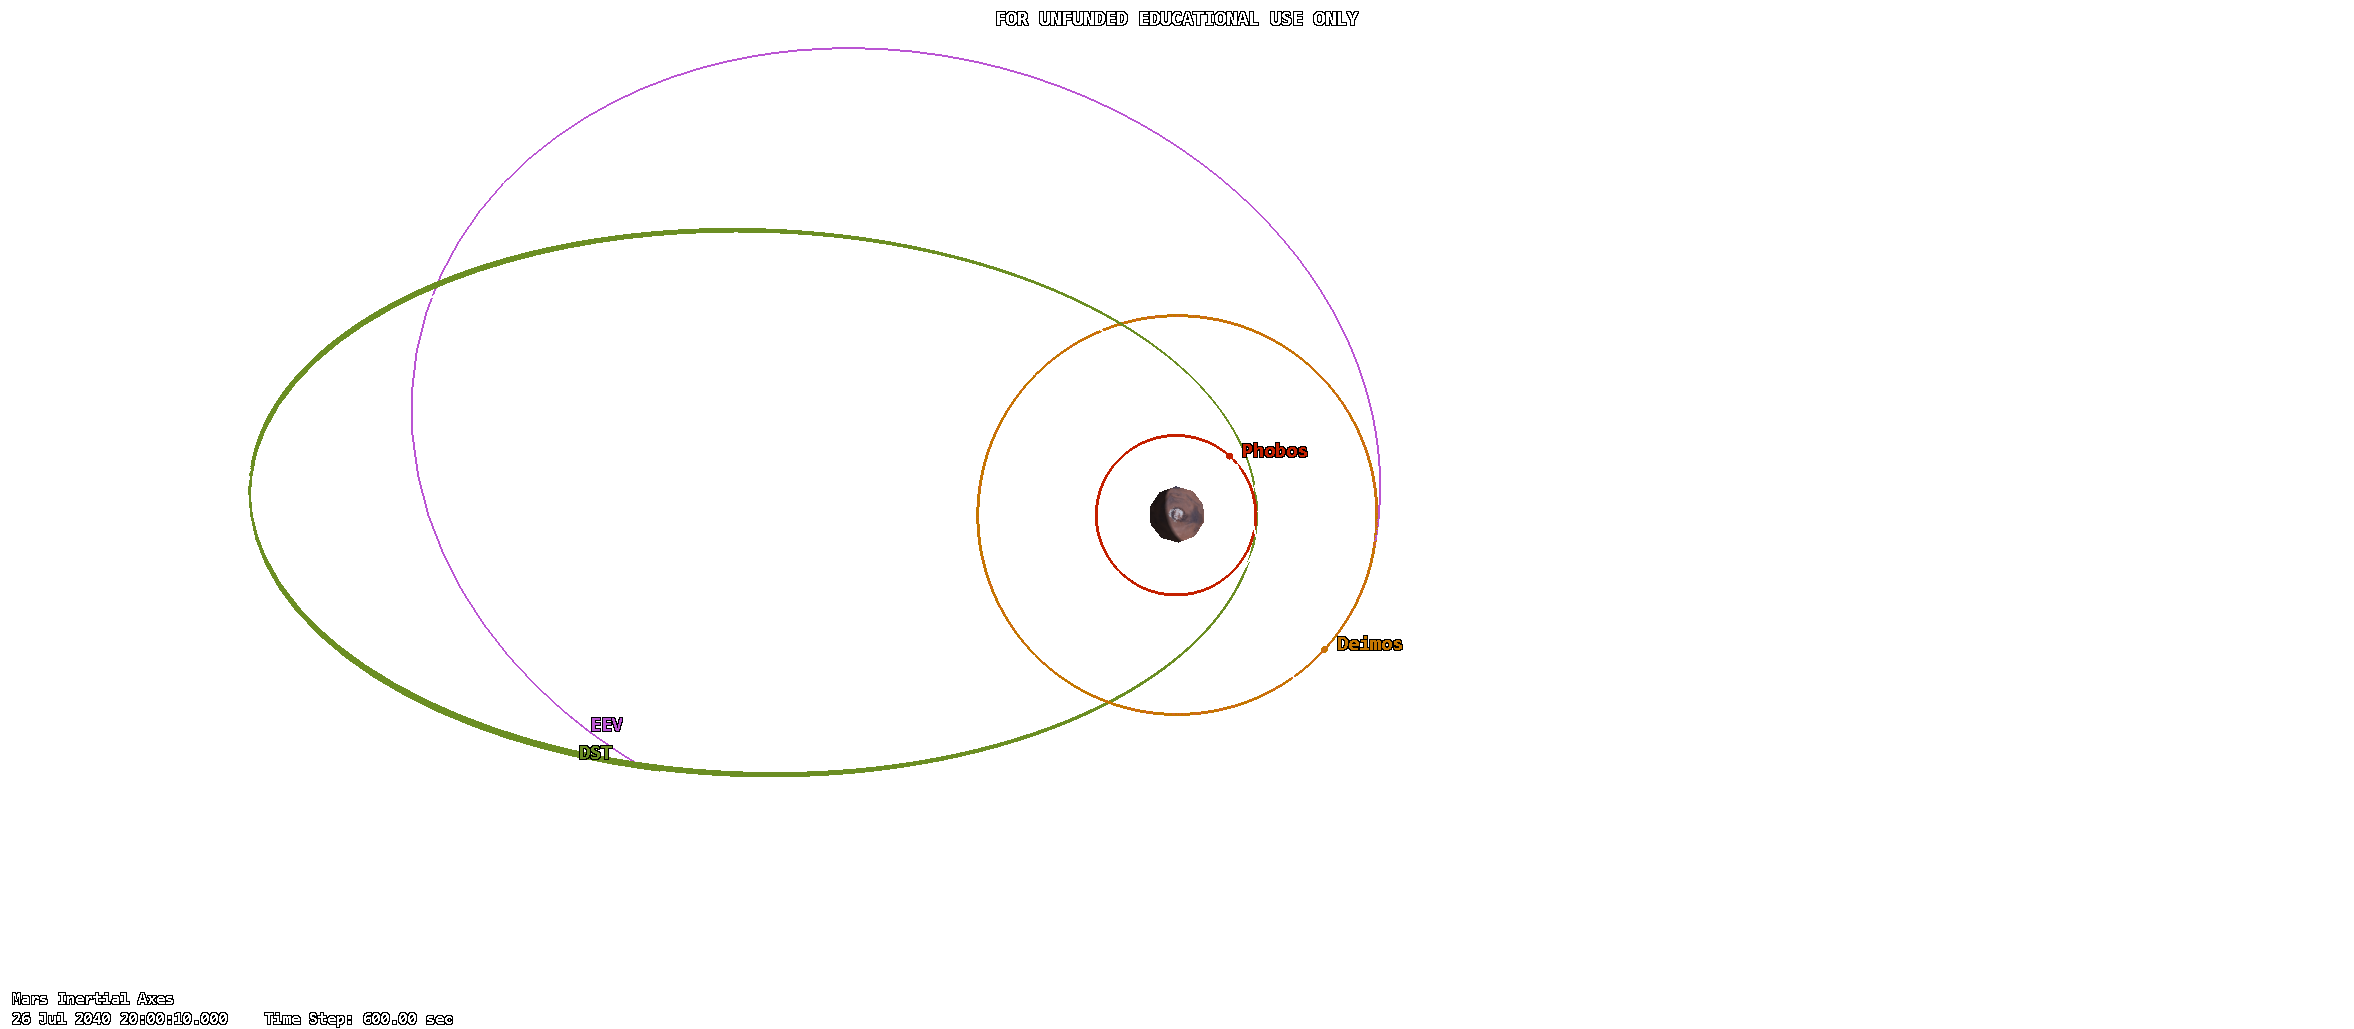 FOR UNFUNDED EDUCATIONAL USE ONLY
Phobos
Deimos
EEV
DST
Mars Inertial Axes
26 Jul 2040 20:00:10.000 Time Step: 600.00 sec